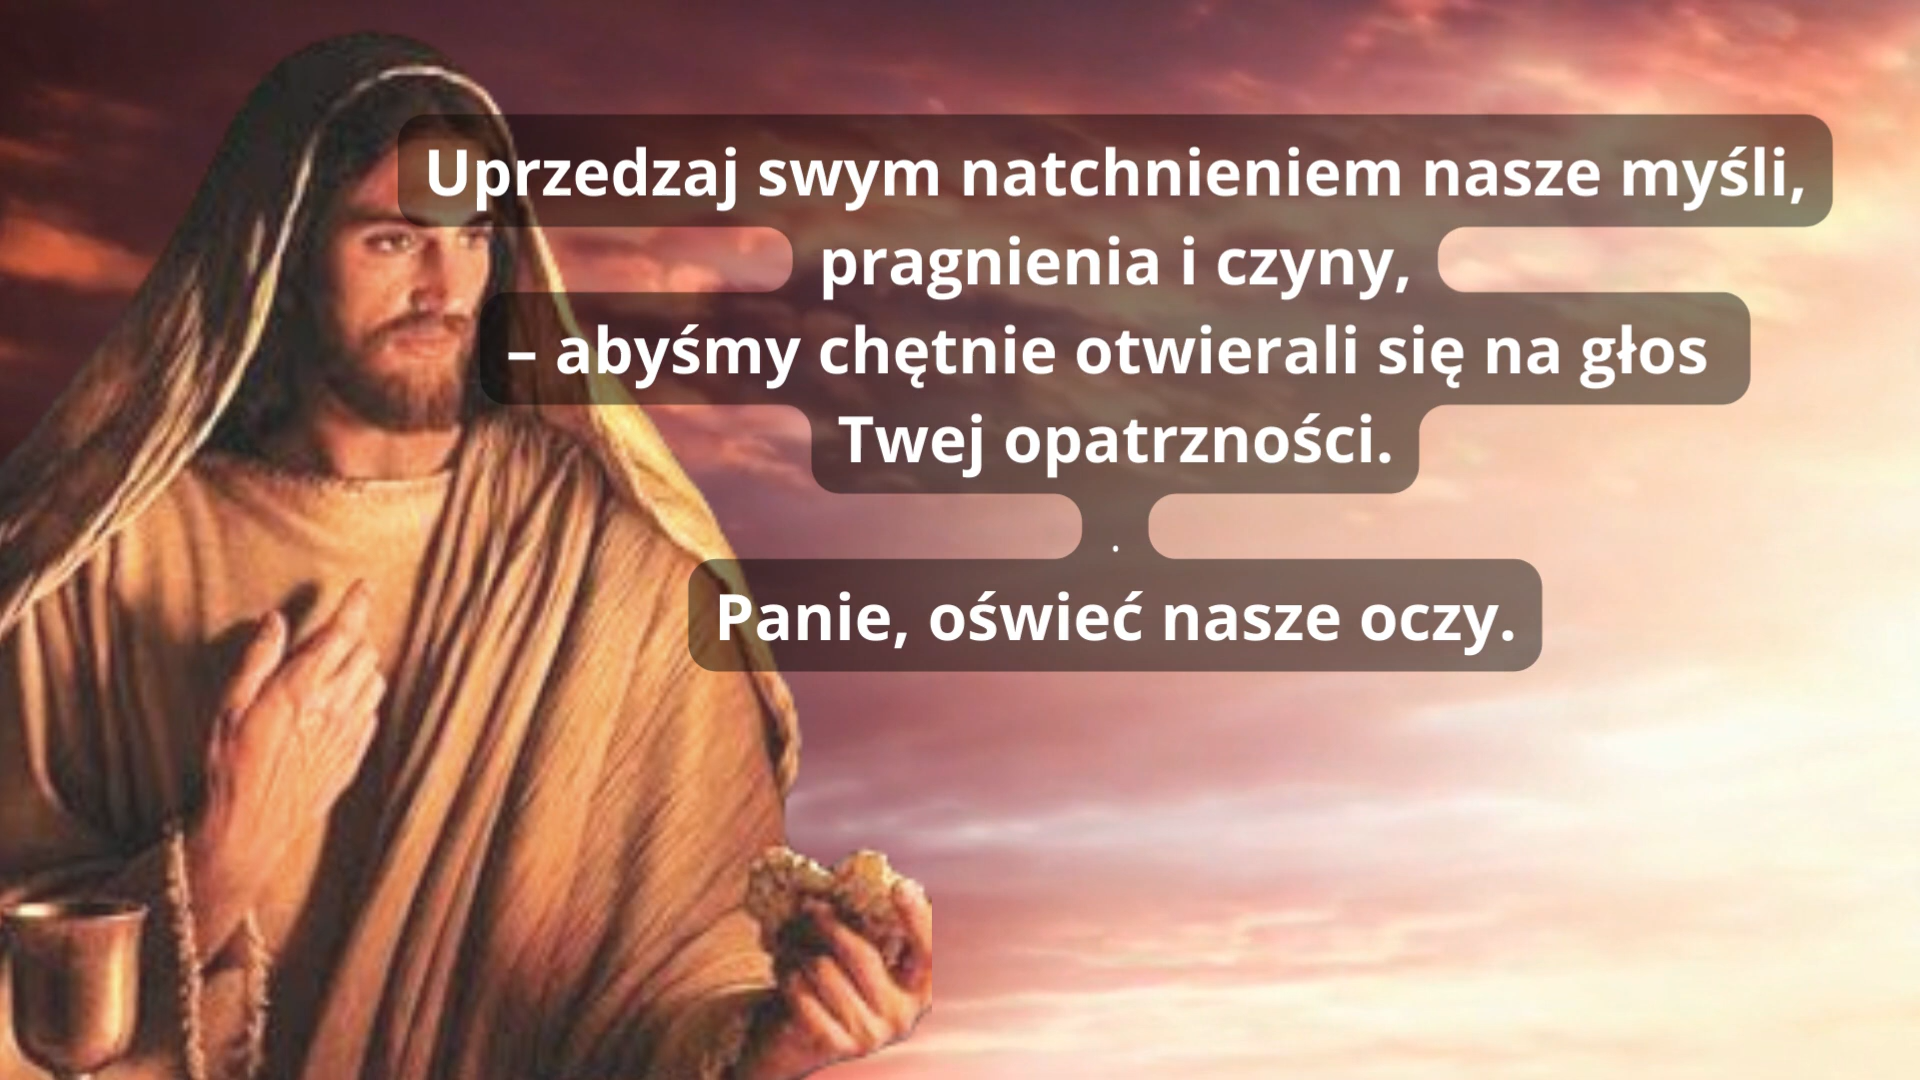 Uprzedzaj swym natchnieniem nasze myśli,
pragnienia i czyny,
– abyśmy chętnie otwierali się na głos
Twej opatrzności.
.
Panie, oświeć nasze oczy.